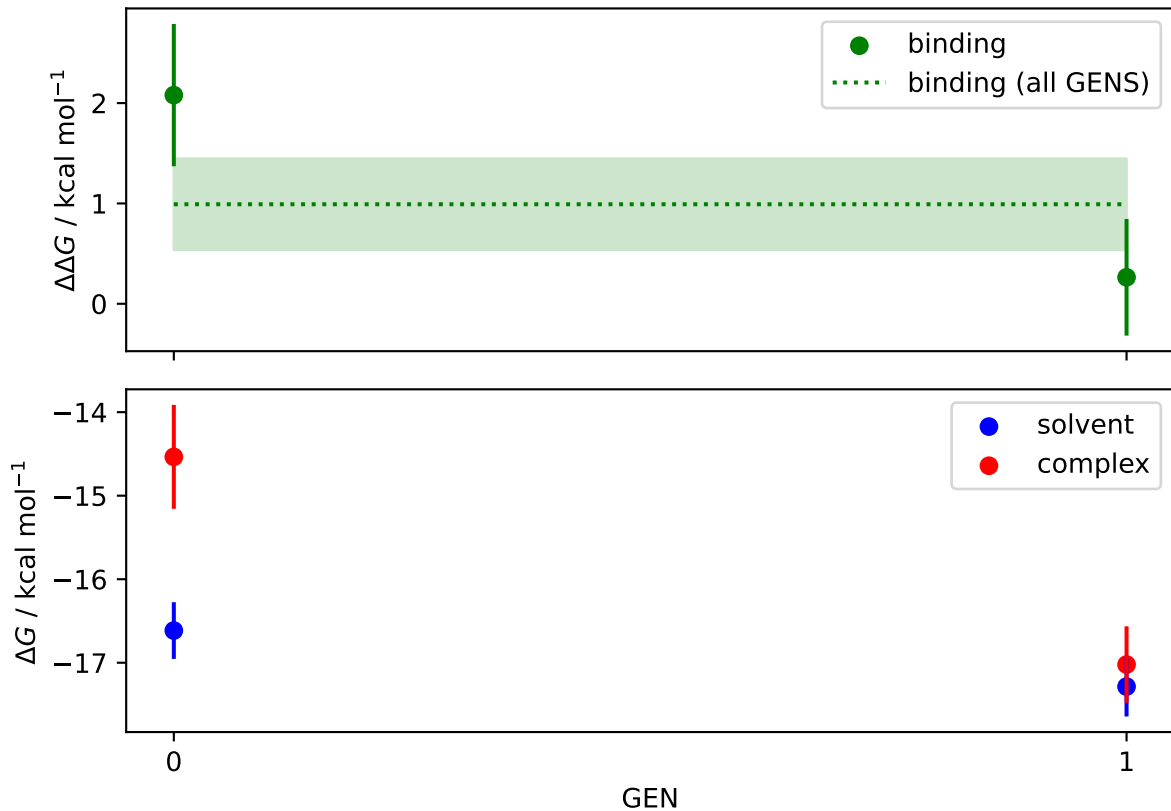 binding
binding (all GENS)
ΔΔG / kcal mol⁻¹
2
1
0
solvent
complex
ΔG / kcal mol⁻¹
−14
−15
−16
−17
0
1
GEN